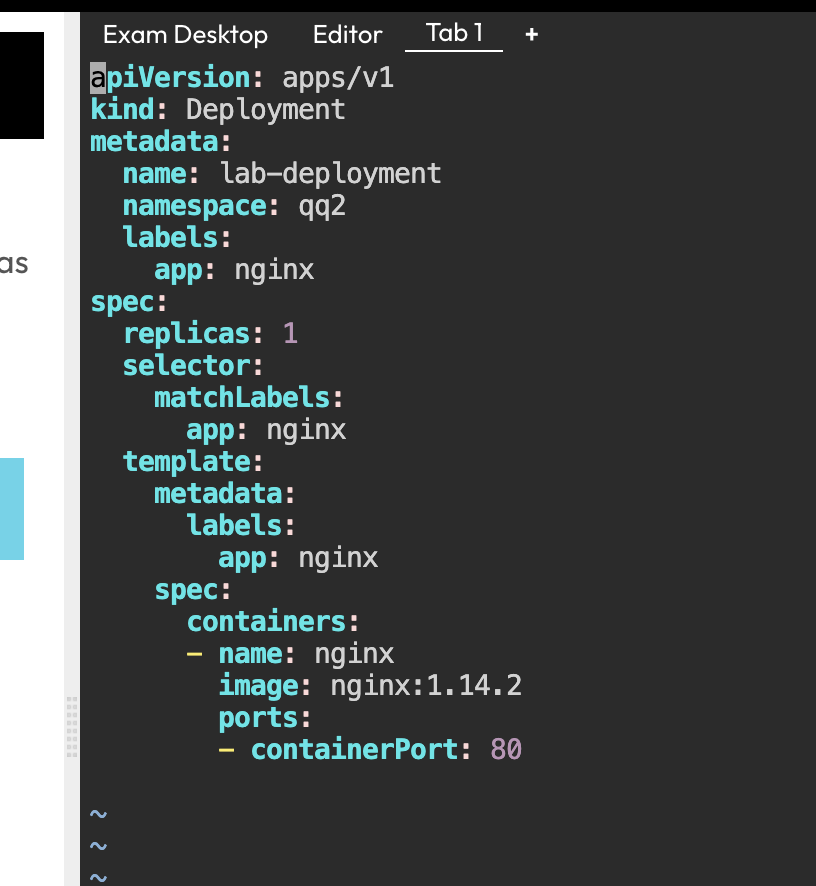 Exam Desktop Editor Tab 1 +
apiVersion: apps/v1
kind: Deployment
metadata:
  name: lab-deployment
  namespace: qq2
  labels:
    app: nginx
spec:
  replicas: 1
  selector:
    matchLabels:
      app: nginx
  template:
    metadata:
      labels:
        app: nginx
    spec:
      containers:
      - name: nginx
        image: nginx:1.14.2
        ports:
        - containerPort: 80
~
~
~
as